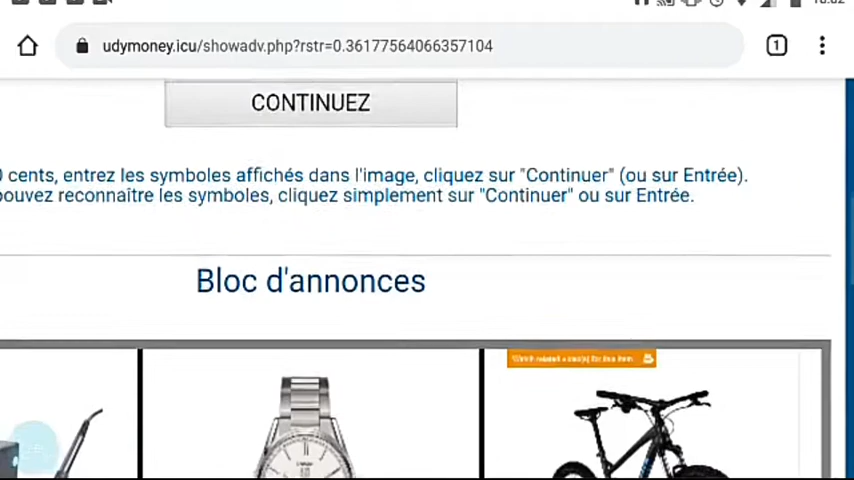 udymoney.icu/showadv.php?rstr=0.36177564066357104
1
CONTINUEZ
cents, entrez les symboles affichés dans l'image, cliquez sur "Continuer" (ou sur Entrée).
pouvez reconnaître les symboles, cliquez simplement sur "Continuer" ou sur Entrée.
Bloc d'annonces